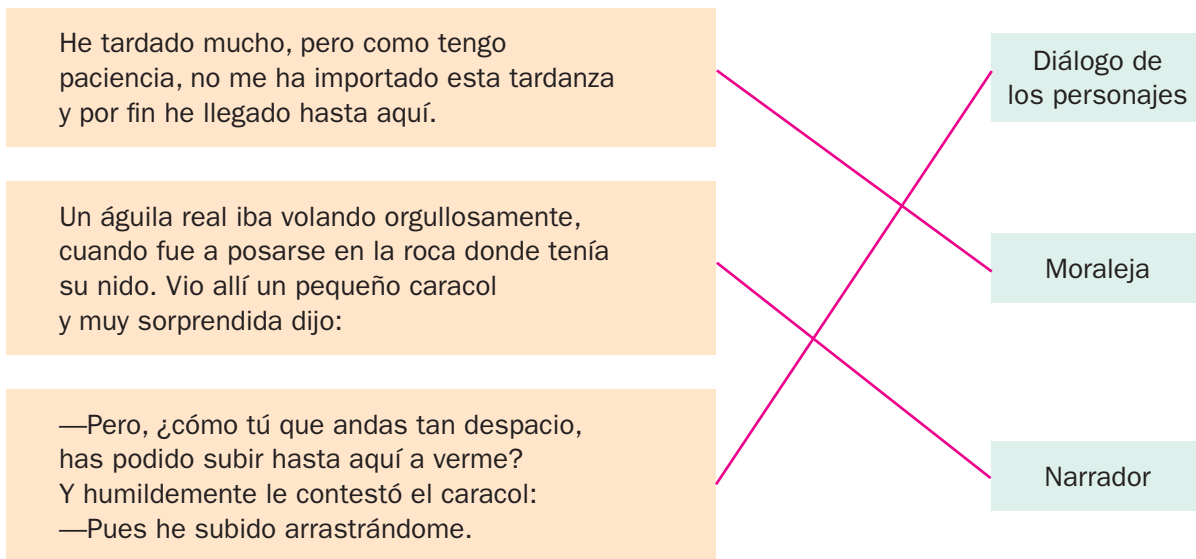 He tardado mucho, pero como tengo
paciencia, no me ha importado esta tardanza
y por fin he llegado hasta aquí.
Un águila real iba volando orgullosamente,
cuando fue a posarse en la roca donde tenía
su nido. Vio allí un pequeño caracol
y muy sorprendida dijo:
—Pero, ¿cómo tú que andas tan despacio,
has podido subir hasta aquí a verme?
Y humildemente le contestó el caracol:
—Pues he subido arrastrándome.
Diálogo de
los personajes
Moraleja
Narrador